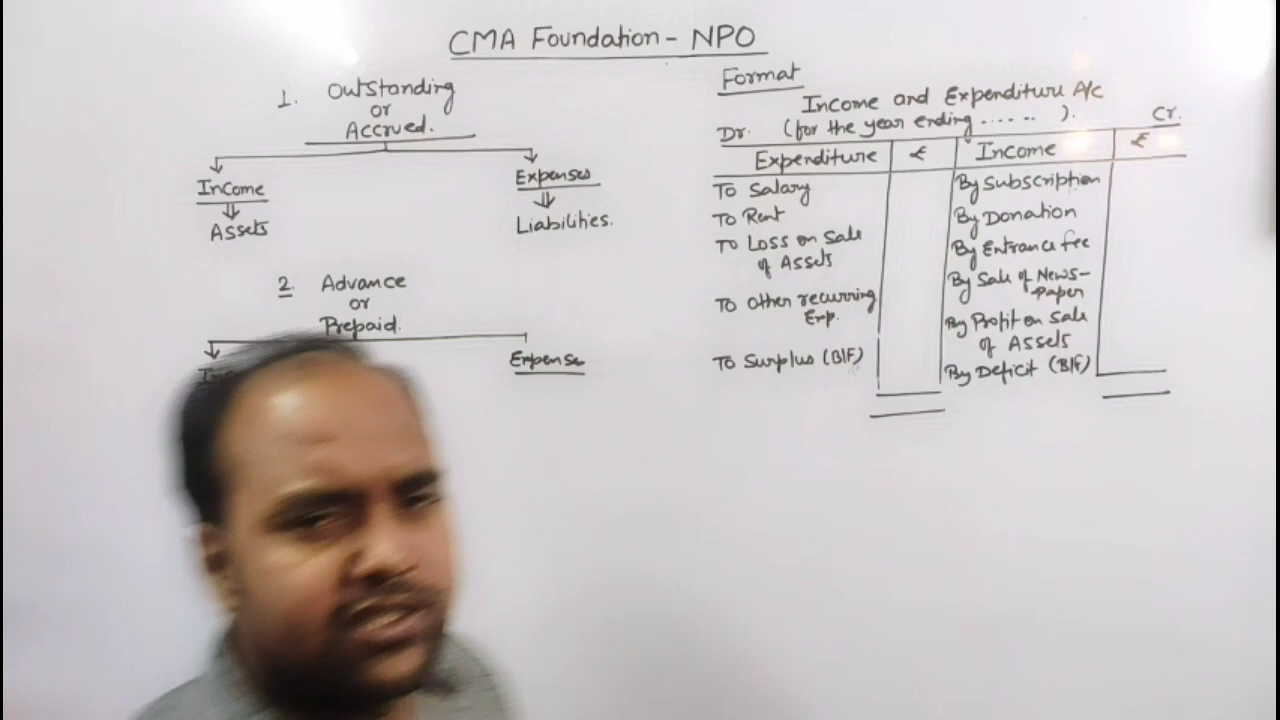 CMA Foundation - NPO
1. Outstanding
or
Accrued.
Income
Expenses
Assets
Liabilities.
2. Advance
or
Prepaid.
Expense
Format
Income and Expenditure A/c
Dr. (for the year ending ...... ). Cr.
Expenditure ₹ Income ₹
To Salary
To Rent
To Loss on Sale
of Assets
To other recurring
Exp.
To Surplus (B/F)
By Subscription
By Donation
By Entrance fee
By Sale of News-
Paper
By Profit on Sale
of Assets
By Deficit (B/F)